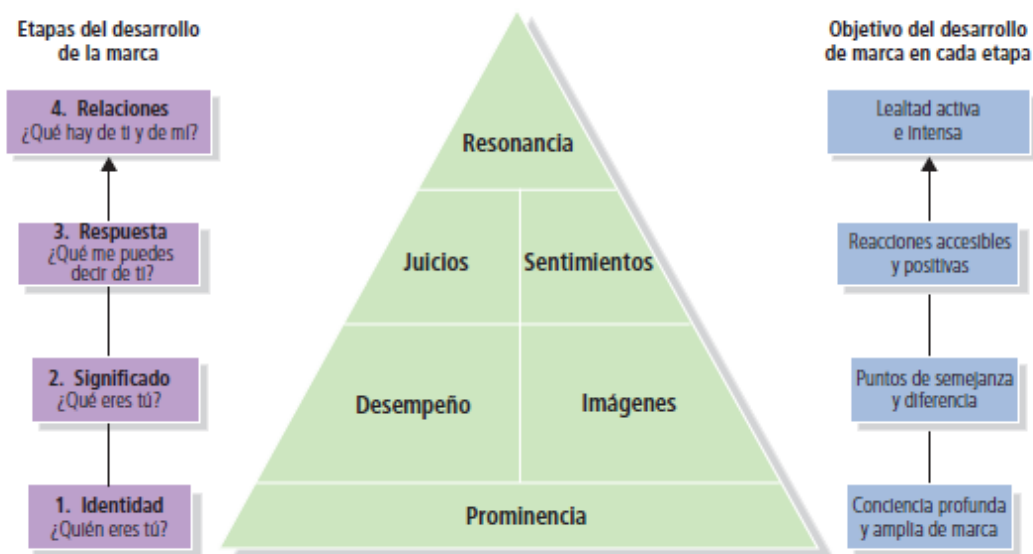 Etapas del desarrollo
de la marca
4. Relaciones
¿Qué hay de ti y de mí?
3. Respuesta
¿Qué me puedes
decir de ti?
2. Significado
¿Qué eres tú?
1. Identidad
¿Quién eres tú?
Resonancia
Juicios
Sentimientos
Desempeño
Imágenes
Prominencia
Objetivo del desarrollo
de marca en cada etapa
Lealtad activa
e intensa
Reacciones accesibles
y positivas
Puntos de semejanza
y diferencia
Conciencia profunda
y amplia de marca